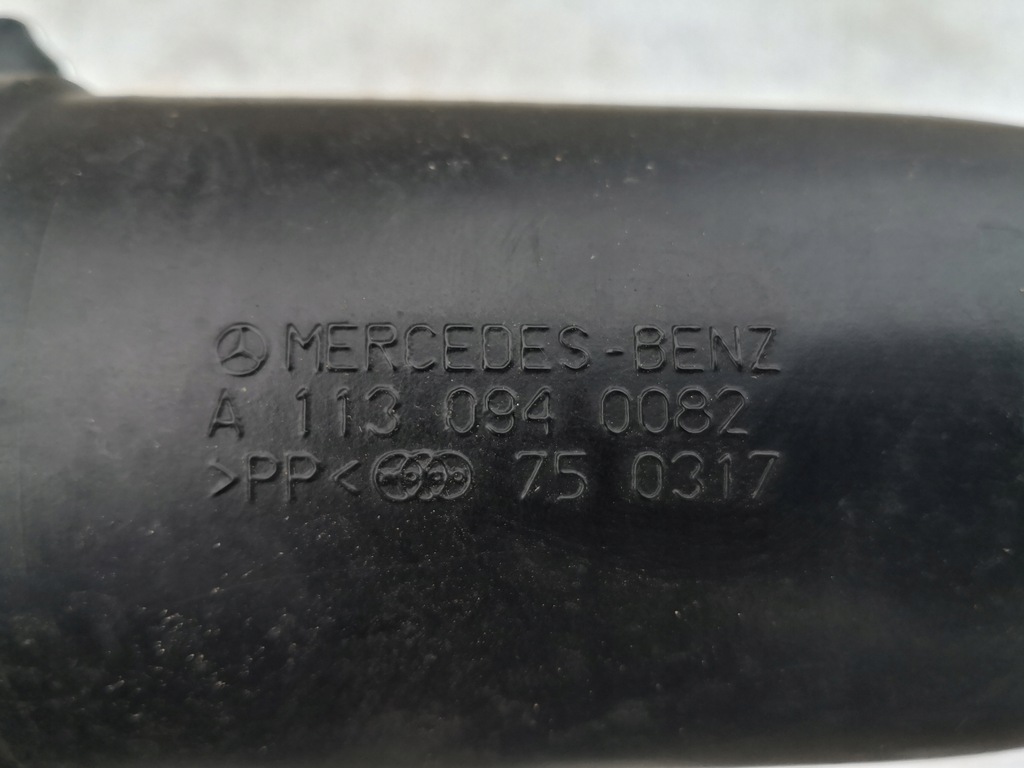 MERCEDES-BENZ
A 113 094 0082
>PP< 75 0317